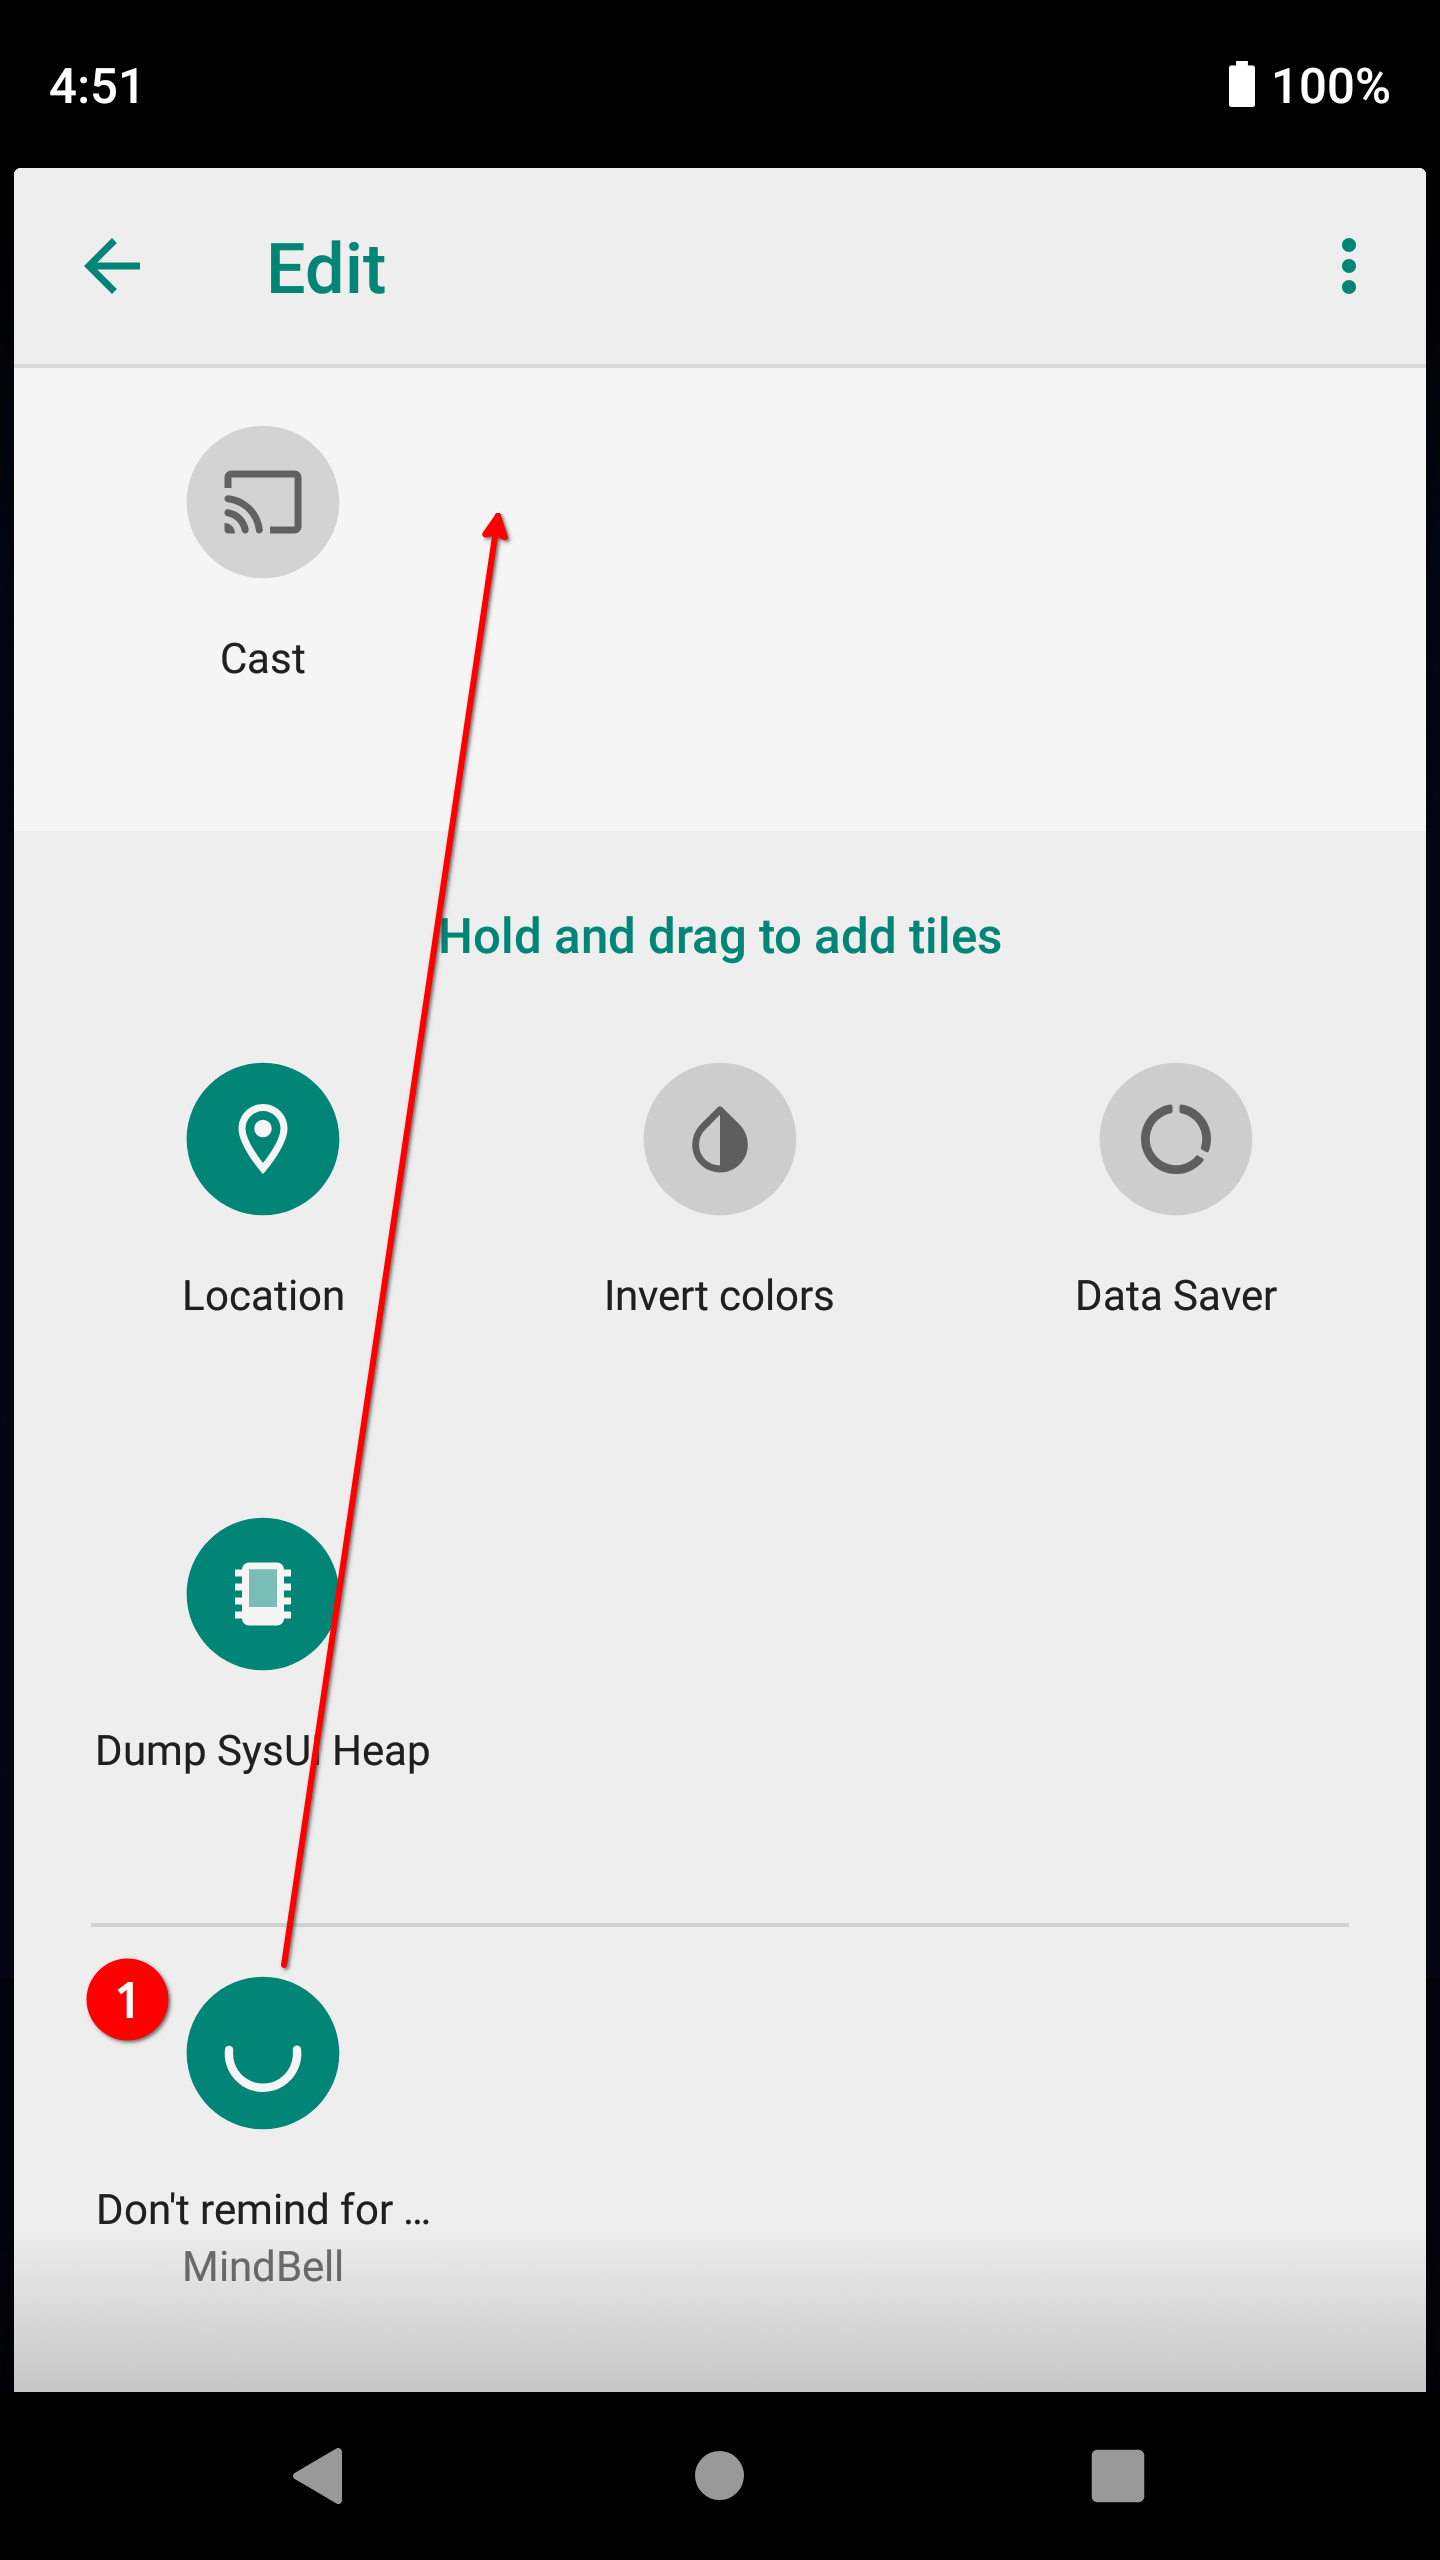 4:51
100%
Edit
Cast
Hold and drag to add tiles
Location
Invert colors
Data Saver
Dump SysUI Heap
1
Don't remind for ...
MindBell